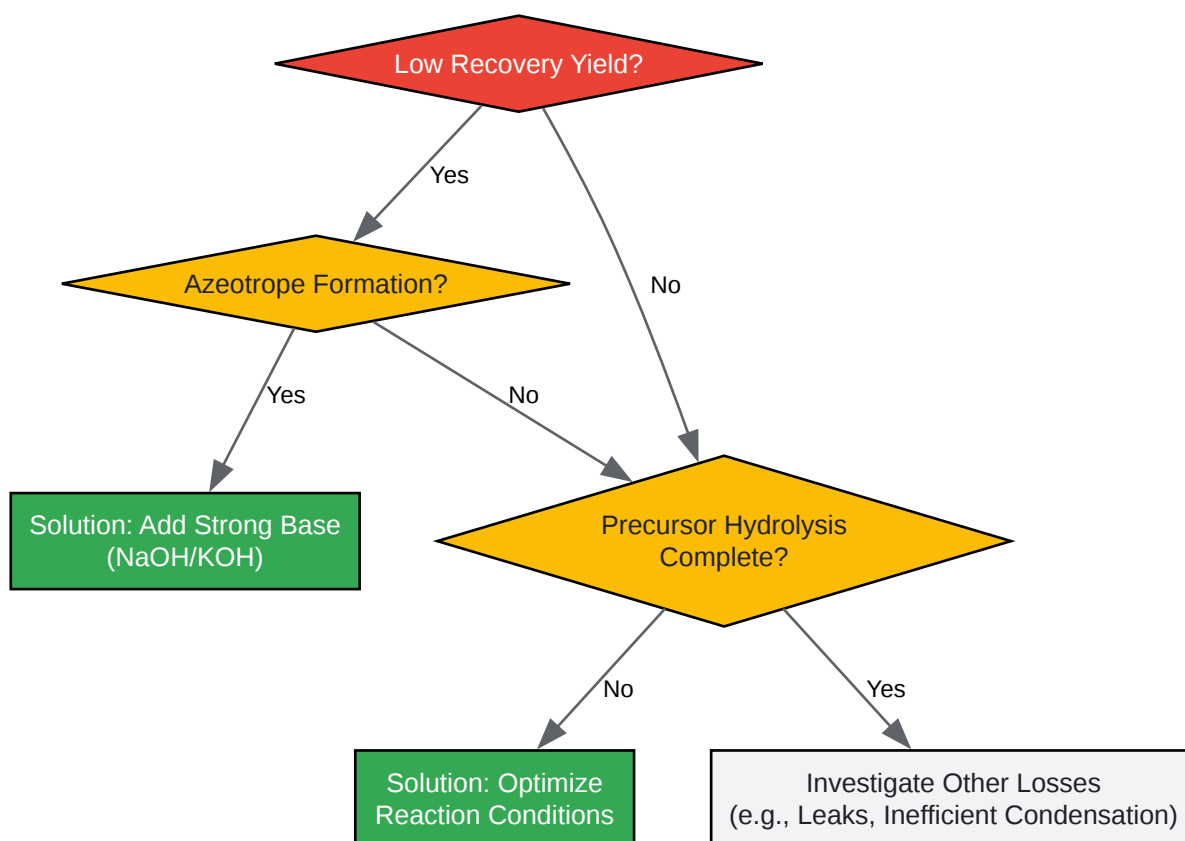 Low Recovery Yield?
Yes
Azeotrope Formation?
No
Yes
No
Solution: Add Strong Base
(NaOH/KOH)
Precursor Hydrolysis
Complete?
No
Yes
Solution: Optimize
Reaction Conditions
Investigate Other Losses
(e.g., Leaks, Inefficient Condensation)